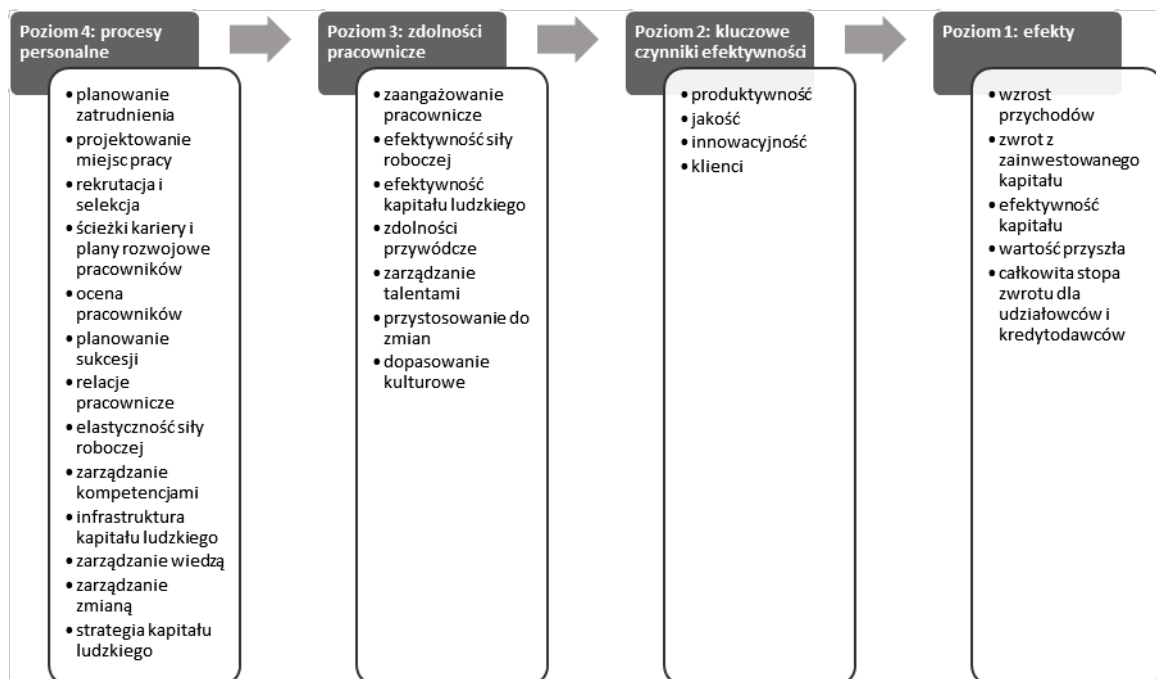 Poziom 4: procesy
personalne
• planowanie
zatrudnienia
• projektowanie
miejsc pracy
• rekrutacja i
selekcja
• ścieżki kariery i
plany rozwojowe
pracowników
• ocena
pracowników
• planowanie
sukcesji
• relacje
pracownicze
• elastyczność siły
roboczej
• zarządzanie
kompetencjami
• infrastruktura
kapitału ludzkiego
• zarządzanie wiedzą
• zarządzanie
zmianą
• strategia kapitału
ludzkiego
Poziom 3: zdolności
pracownicze
• zaangażowanie
pracownicze
• efektywność siły
roboczej
• efektywność
kapitału ludzkiego
• zdolności
przywódcze
• zarządzanie
talentami
• przystosowanie do
zmian
• dopasowanie
kulturowe
Poziom 2: kluczowe
czynniki efektywności
• produktywność
• jakość
• innowacyjność
• klienci
Poziom 1: efekty
• wzrost
przychodów
• zwrot z
zainwestowanego
kapitału
• efektywność
kapitału
• wartość przyszła
• całkowita stopa
zwrotu dla
udziałowców i
kredytodawców